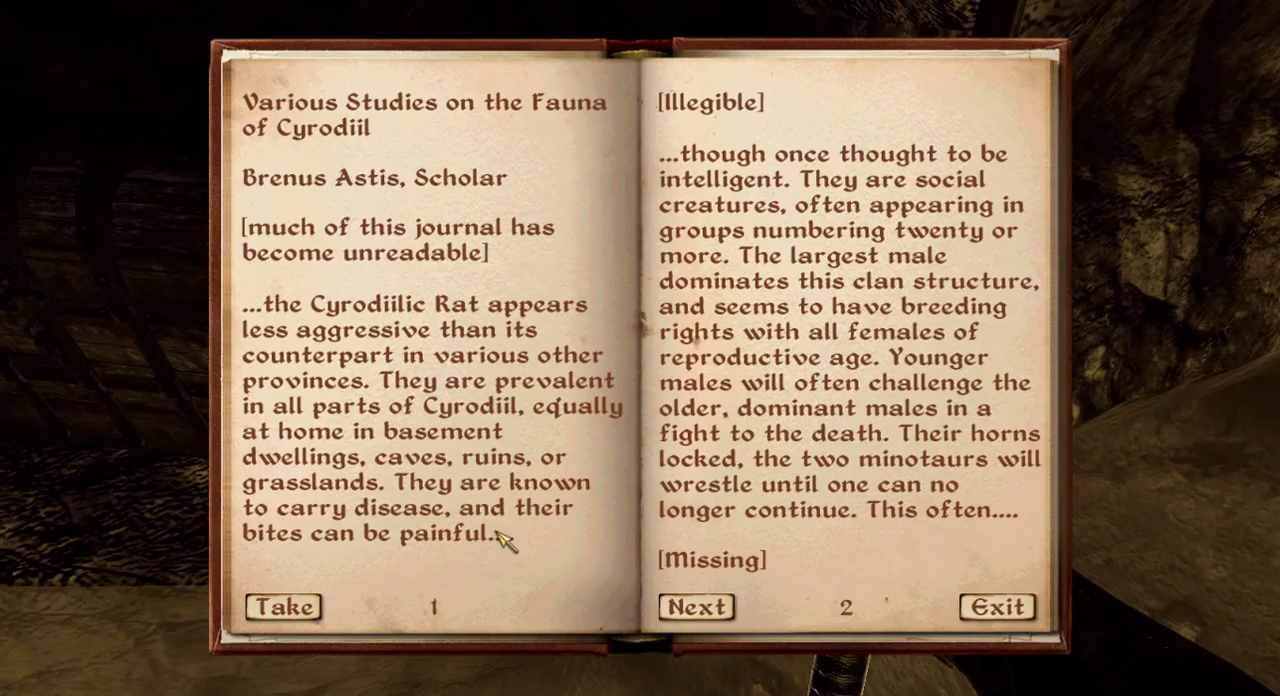 Various Studies on the Fauna
of Cyrodiil
Brenus Astis, Scholar
[much of this journal has
become unreadable]
...the Cyrodiilic Rat appears
less aggressive than its
counterpart in various other
provinces. They are prevalent
in all parts of Cyrodiil, equally
at home in basement
dwellings, caves, ruins, or
grasslands. They are known
to carry disease, and their
bites can be painful..
Take
1
[Illegible]
...though once thought to be
intelligent. They are social
creatures, often appearing in
groups numbering twenty or
more. The largest male
dominates this clan structure,
and seems to have breeding
rights with all females of
reproductive age. Younger
males will often challenge the
older, dominant males in a
fight to the death. Their horns
locked, the two minotaurs will
wrestle until one can no
longer continue. This often....
[Missing]
Next
2
Exit